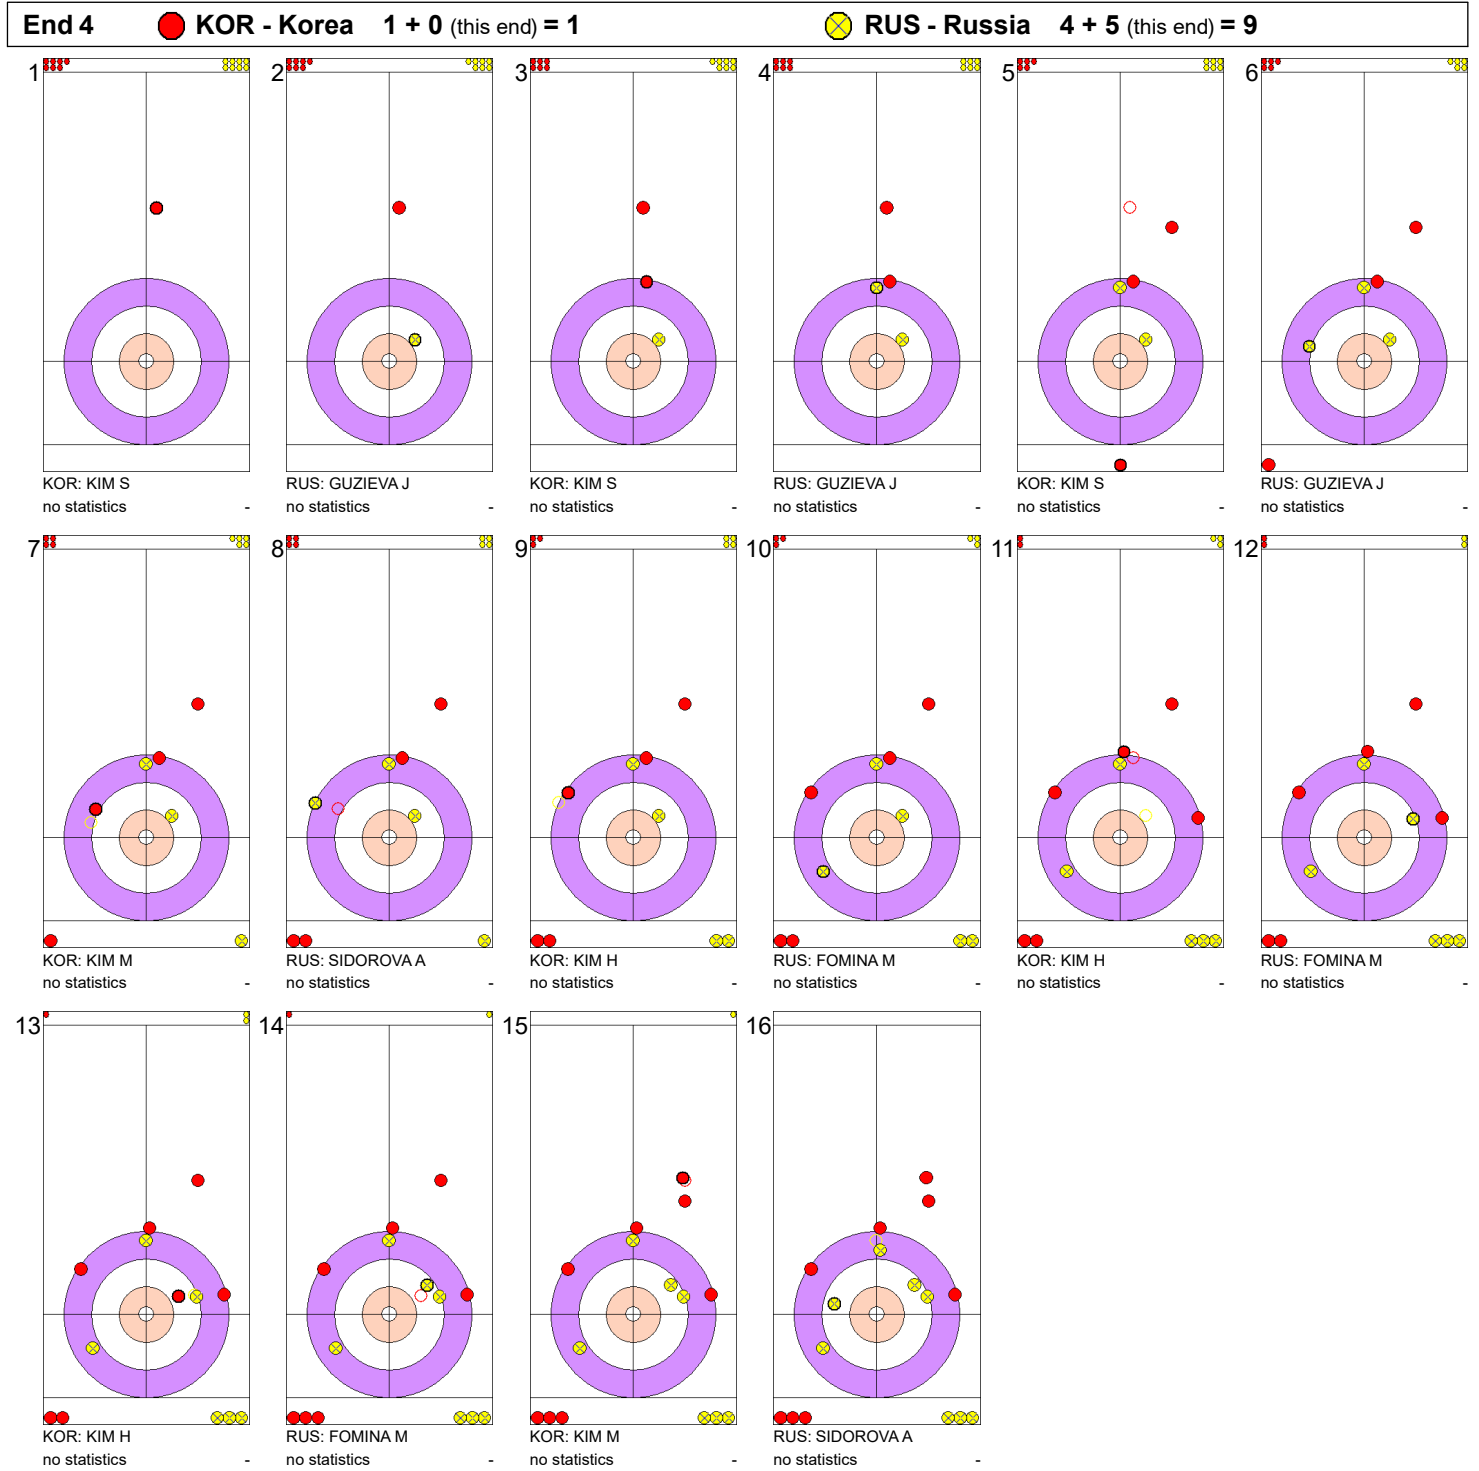 End 4 KOR - Korea 1 + 0 (this end) = 1 RUS - Russia 4 + 5 (this end) = 9
1 2 3 4 5 6
KOR: KIM S RUS: GUZIEVA J KOR: KIM S RUS: GUZIEVA J KOR: KIM S RUS: GUZIEVA J
no statistics - no statistics - no statistics - no statistics - no statistics - no statistics -
7 8 9 10 11 12
KOR: KIM M RUS: SIDOROVA A KOR: KIM H RUS: FOMINA M KOR: KIM H RUS: FOMINA M
no statistics - no statistics - no statistics - no statistics - no statistics - no statistics -
13 14 15 16
KOR: KIM H RUS: FOMINA M KOR: KIM M RUS: SIDOROVA A
no statistics - no statistics - no statistics - no statistics -